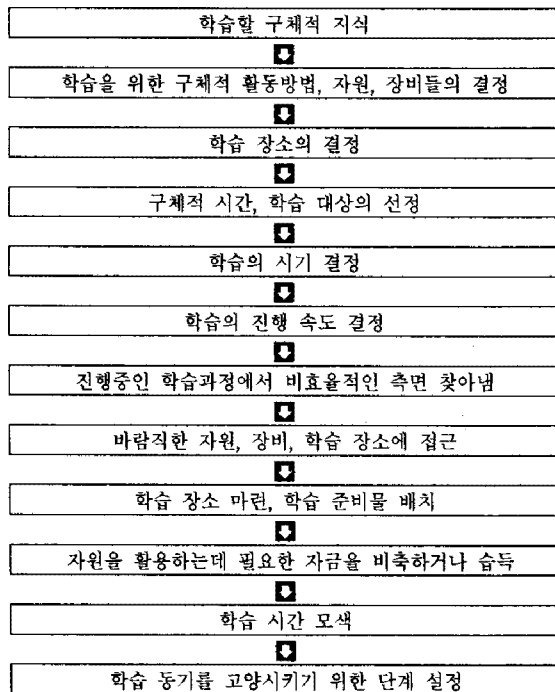 학습할 구체적 지식
학습을 위한 구체적 활동방법, 자원, 장비들의 결정
학습 장소의 결정
구체적 시간, 학습 대상의 선정
학습의 시기 결정
학습의 진행 속도 결정
진행중인 학습과정에서 비효율적인 측면 찾아냄
바람직한 자원, 장비, 학습 장소에 접근
학습 장소 마련, 학습 준비물 배치
자원을 활용하는데 필요한 자금을 비축하거나 습득
학습 시간 모색
학습 동기를 고양시키기 위한 단계 설정